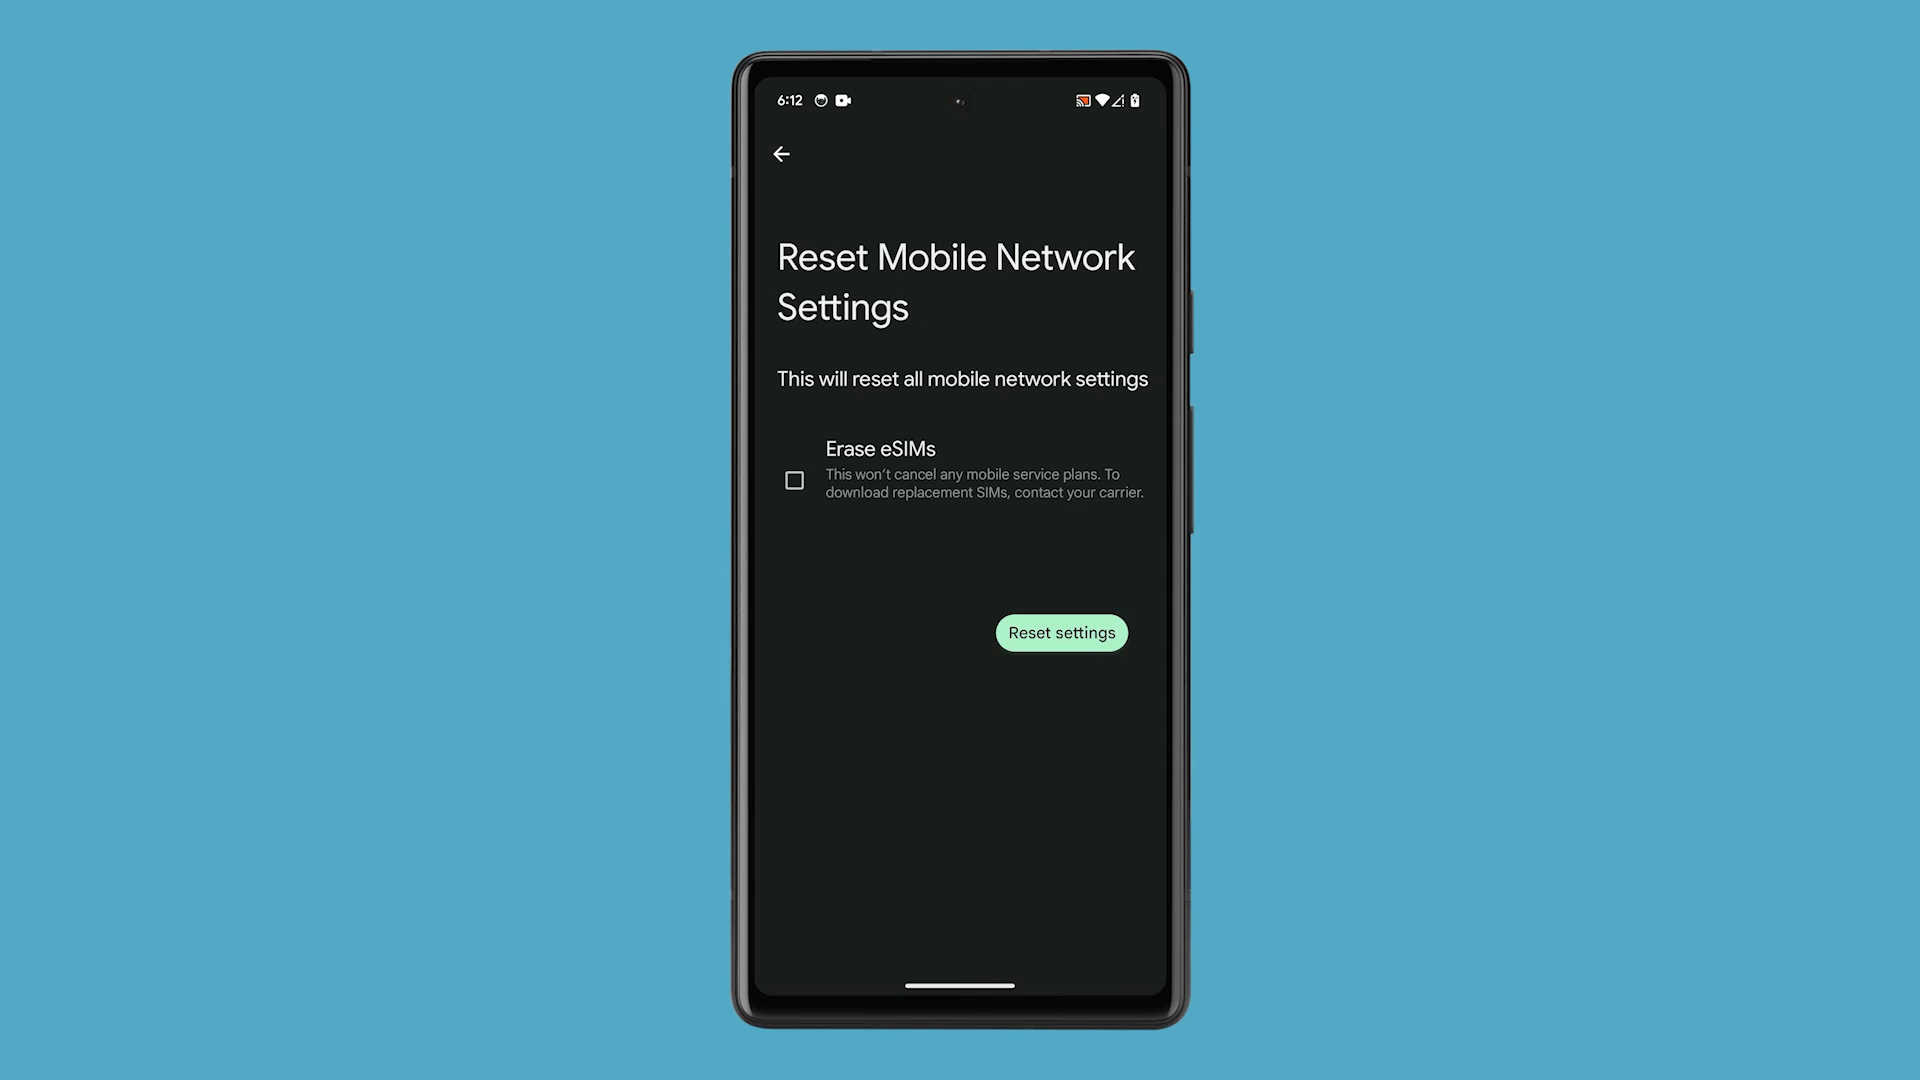 6:12
Reset Mobile Network
Settings
This will reset all mobile network settings
Erase eSIMs
This won't cancel any mobile service plans. To
download replacement SIMs, contact your carrier.
Reset settings